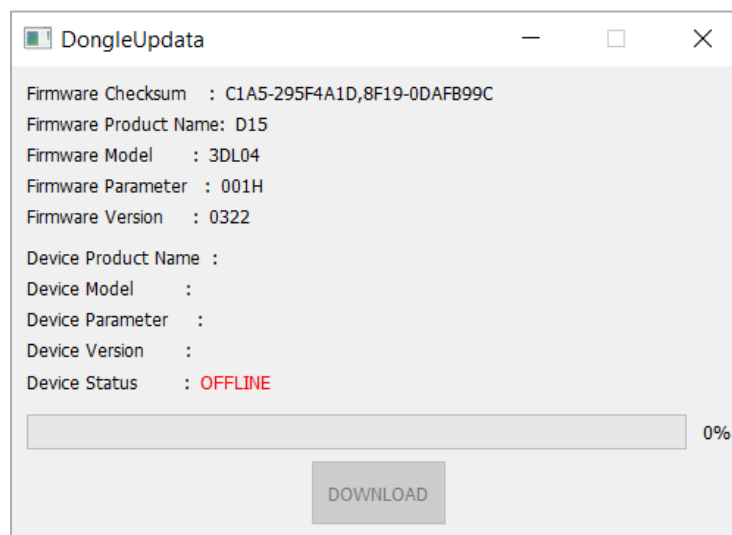 DongleUpdata
Firmware Checksum : C1A5-295F4A1D,8F19-0DAFB99C
Firmware Product Name: D15
Firmware Model : 3DL04
Firmware Parameter : 001H
Firmware Version : 0322
Device Product Name :
Device Model :
Device Parameter :
Device Version :
Device Status : OFFLINE
0%
DOWNLOAD